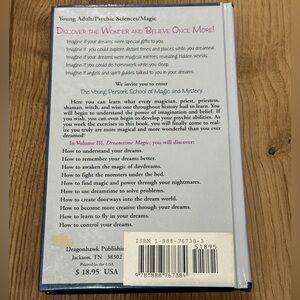 Young Adult/Psychic Sciences/Magic
DISCOVER THE WONDER AND BELIEVE ONCE MORE!
Imagine if your dreams were special gifts to you.
Imagine if you could explore distant times and places while you dreamed.
Imagine if your dreams were magical mirrors revealing hidden worlds.
Imagine if you could do homework while you sleep.
Imagine if angels and spirit guides talked to you in your dreams.
We invite you to enter
The Young Person's School of Magic and Mystery.
Here you can learn what every magician, priest, priestess,
shaman, witch, and wise one throughout history had to learn. You
will begin to understand the power of imagination and belief. If
you wish, you can even begin to develop your psychic abilities. As
you work the exercises in this book, you will finally come to real-
ize you truly are more magical and more wonderful than you ever
dreamed!
In Volume III, Dreamtime Magic, you will discover:
How to understand your dreams.
How to remember your dreams better.
How to awaken the magic of daydreaming.
How to fight the monsters under the bed.
How to find magic and power through your nightmares.
How to use dreaming to solve problems.
How to create doorways into the dream world.
How to become more creative through your dreams.
How to learn to fly in your dreams.
How to control your dreams.
Dragonhawk Publishing
Jackson, TN 38302
Printed in the U.S.A.
$ 18.95 USA
ISBN 1-888-76738-3
51895
9781888767384